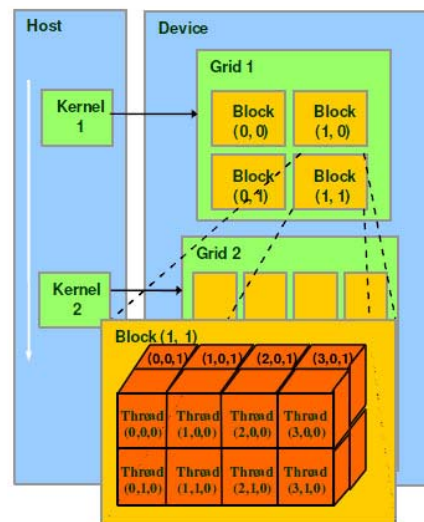 Host
Device
Grid 1
Kernel
1
Block
(0, 0)
Block
(1, 0)
Block
(0, 1)
Block
(1, 1)
Grid 2
Kernel
2
Block (1, 1)
(0,0,1) (1,0,1) (2,0,1) (3,0,1)
Thread
(0,0,0)
Thread
(1,0,0)
Thread
(2,0,0)
Thread
(3,0,0)
Thread
(0,1,0)
Thread
(1,1,0)
Thread
(2,1,0)
Thread
(3,1,0)